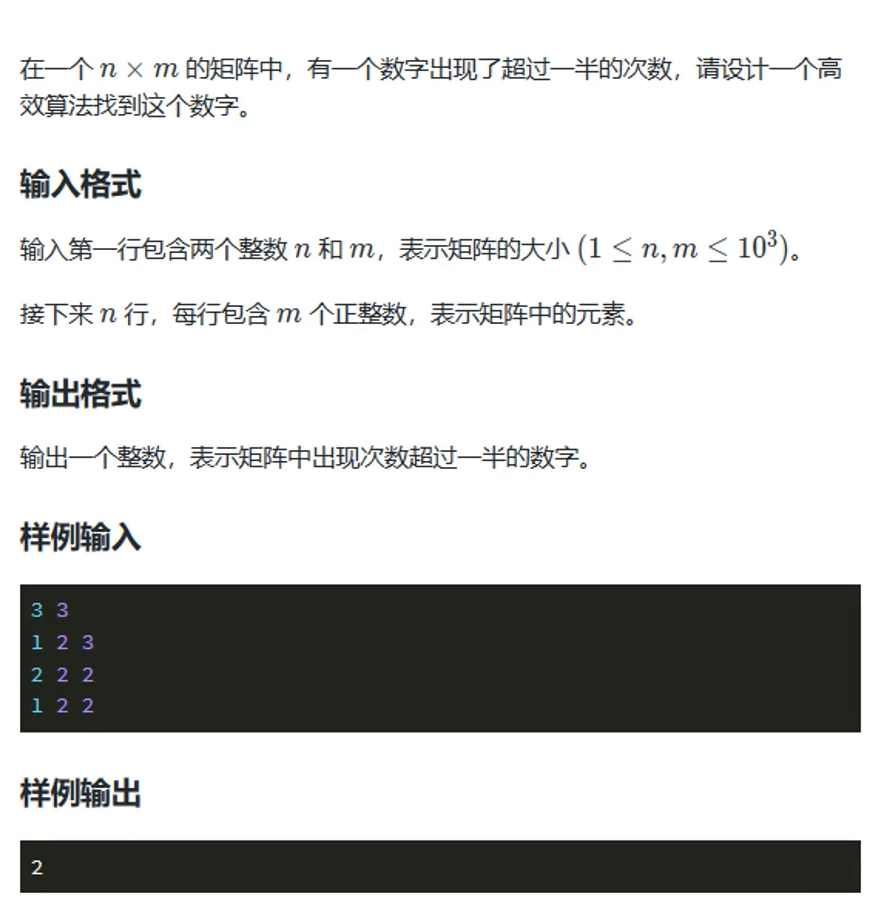 在一个 n × m 的矩阵中，有一个数字出现了超过一半的次数，请设计一个高
效算法找到这个数字。
输入格式
输入第一行包含两个整数 n 和 m，表示矩阵的大小 (1 ≤ n, m ≤ 10³)。
接下来 n 行，每行包含 m 个正整数，表示矩阵中的元素。
输出格式
输出一个整数，表示矩阵中出现次数超过一半的数字。
样例输入
3 3
1 2 3
2 2 2
1 2 2
样例输出
2